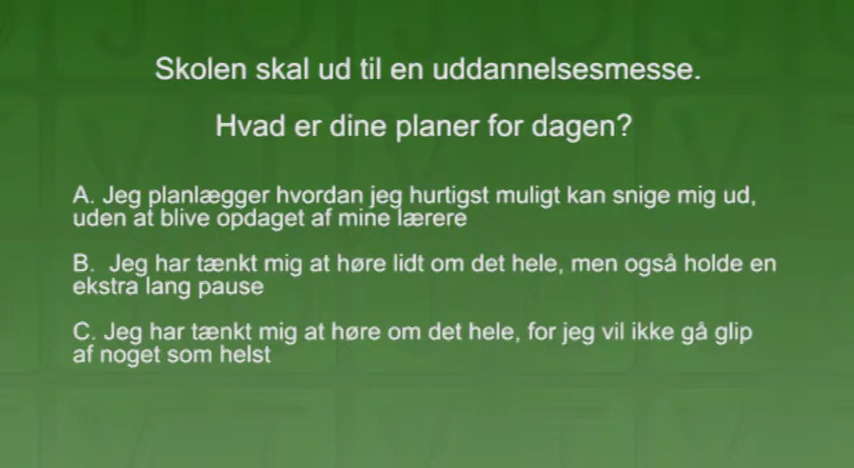 Skolen skal ud til en uddannelsesmesse.
Hvad er dine planer for dagen?
A. Jeg planlægger hvordan jeg hurtigst muligt kan snige mig ud,
uden at blive opdaget af mine lærere
B. Jeg har tænkt mig at høre lidt om det hele, men også holde en
ekstra lang pause
C. Jeg har tænkt mig at høre om det hele, for jeg vil ikke gå glip
af noget som helst